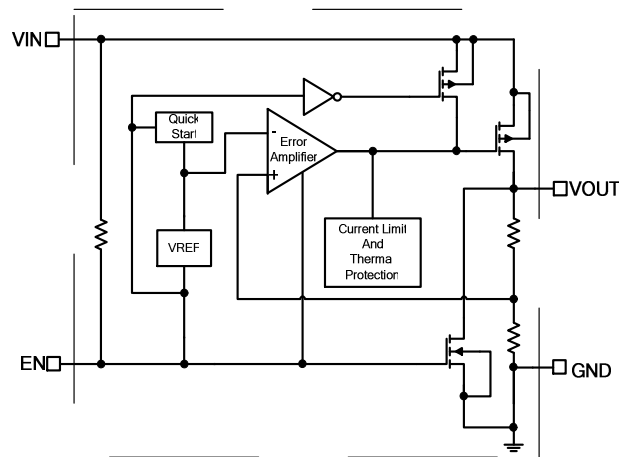 VIN
Quick
Start
-
Error
Amplifier
+
VOUT
VREF
Current Limit
And
Therma
Protection
EN
GND